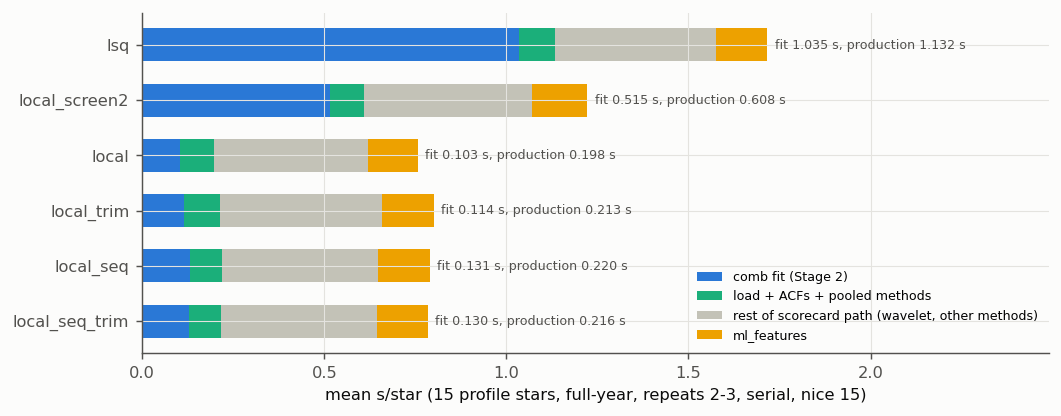 lsq
fit 1.035 s, production 1.132 s
local_screen2
fit 0.515 s, production 0.608 s
local
fit 0.103 s, production 0.198 s
local_trim
fit 0.114 s, production 0.213 s
local_seq
fit 0.131 s, production 0.220 s
local_seq_trim
fit 0.130 s, production 0.216 s
comb fit (Stage 2)
load + ACFs + pooled methods
rest of scorecard path (wavelet, other methods)
ml_features
0.0 0.5 1.0 1.5 2.0
mean s/star (15 profile stars, full-year, repeats 2-3, serial, nice 15)